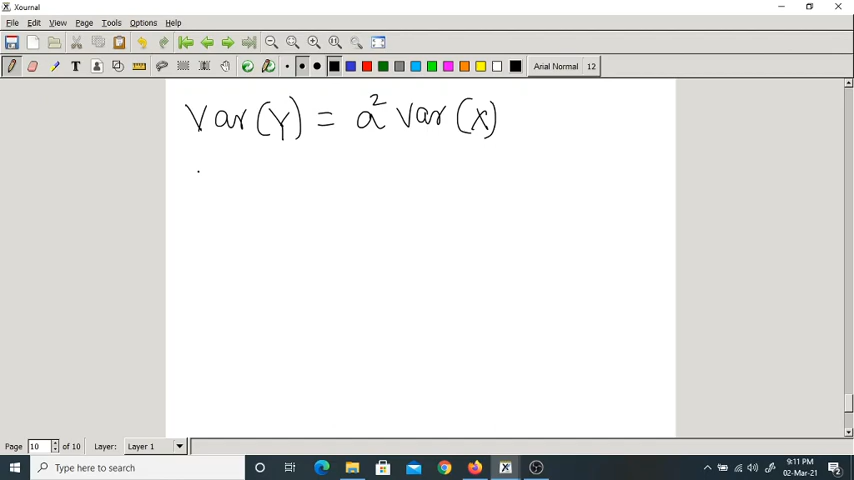 Xournal
File Edit View Page Tools Options Help
Arial Normal 12
Var(Y) = a² Var(X)
Page 10 of 10 Layer: Layer 1
Type here to search
9:11 PM
02-Mar-21
2